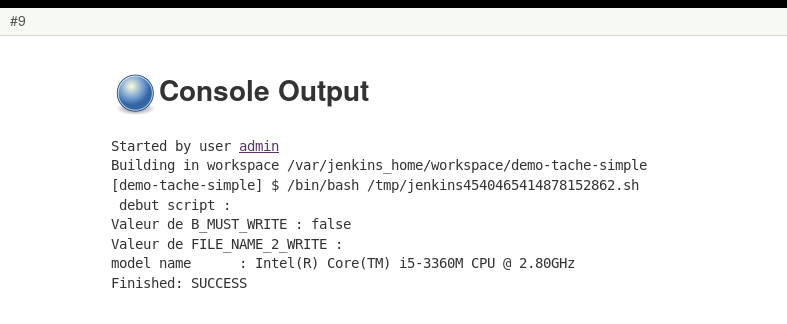 #9
Console Output
Started by user admin
Building in workspace /var/jenkins_home/workspace/demo-tache-simple
[demo-tache-simple] $ /bin/bash /tmp/jenkins4540465414878152862.sh
debut script :
Valeur de B_MUST_WRITE : false
Valeur de FILE_NAME_2_WRITE :
model name      : Intel(R) Core(TM) i5-3360M CPU @ 2.80GHz
Finished: SUCCESS